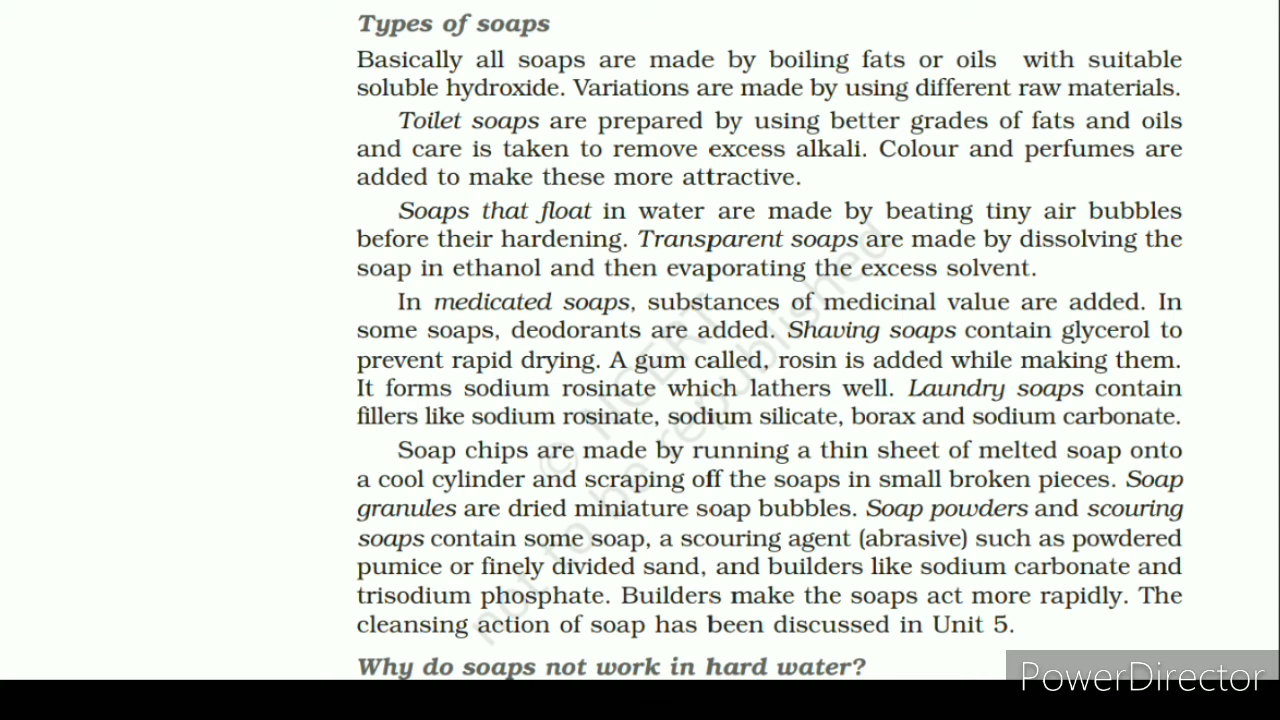 Types of soaps
Basically all soaps are made by boiling fats or oils with suitable
soluble hydroxide. Variations are made by using different raw materials.
Toilet soaps are prepared by using better grades of fats and oils
and care is taken to remove excess alkali. Colour and perfumes are
added to make these more attractive.
Soaps that float in water are made by beating tiny air bubbles
before their hardening. Transparent soaps are made by dissolving the
soap in ethanol and then evaporating the excess solvent.
In medicated soaps, substances of medicinal value are added. In
some soaps, deodorants are added. Shaving soaps contain glycerol to
prevent rapid drying. A gum called, rosin is added while making them.
It forms sodium rosinate which lathers well. Laundry soaps contain
fillers like sodium rosinate, sodium silicate, borax and sodium carbonate.
Soap chips are made by running a thin sheet of melted soap onto
a cool cylinder and scraping off the soaps in small broken pieces. Soap
granules are dried miniature soap bubbles. Soap powders and scouring
soaps contain some soap, a scouring agent (abrasive) such as powdered
pumice or finely divided sand, and builders like sodium carbonate and
trisodium phosphate. Builders make the soaps act more rapidly. The
cleansing action of soap has been discussed in Unit 5.
Why do soaps not work in hard water?
© NCERT
not to be republished
PowerDirector